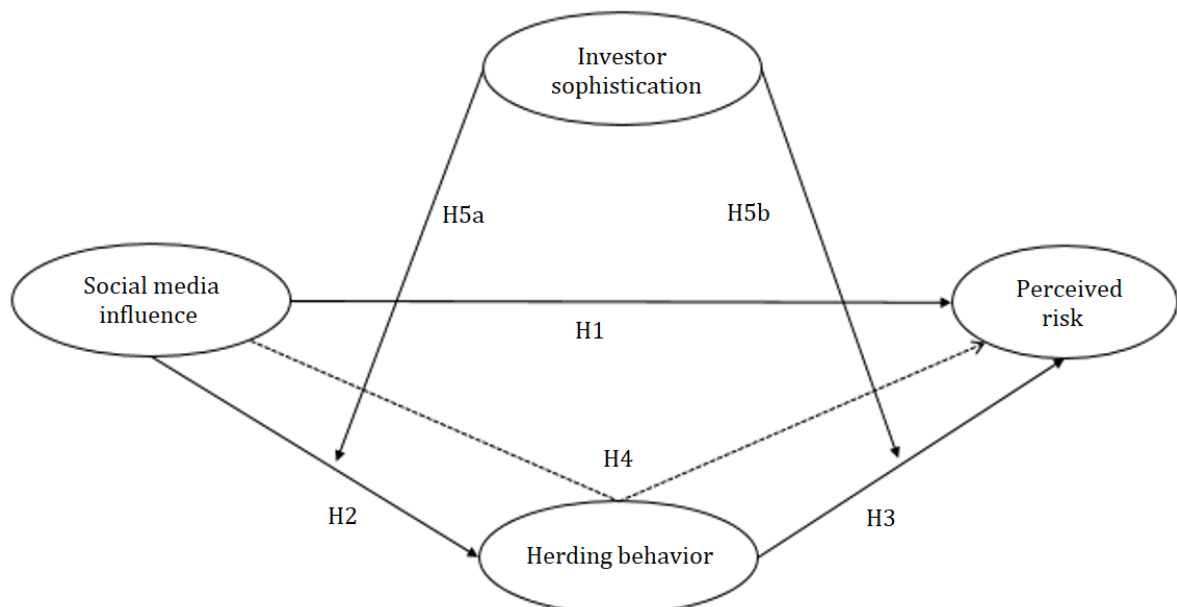 Investor
sophistication
H5a
H5b
Social media
influence
Perceived
risk
H1
H4
H2
H3
Herding behavior